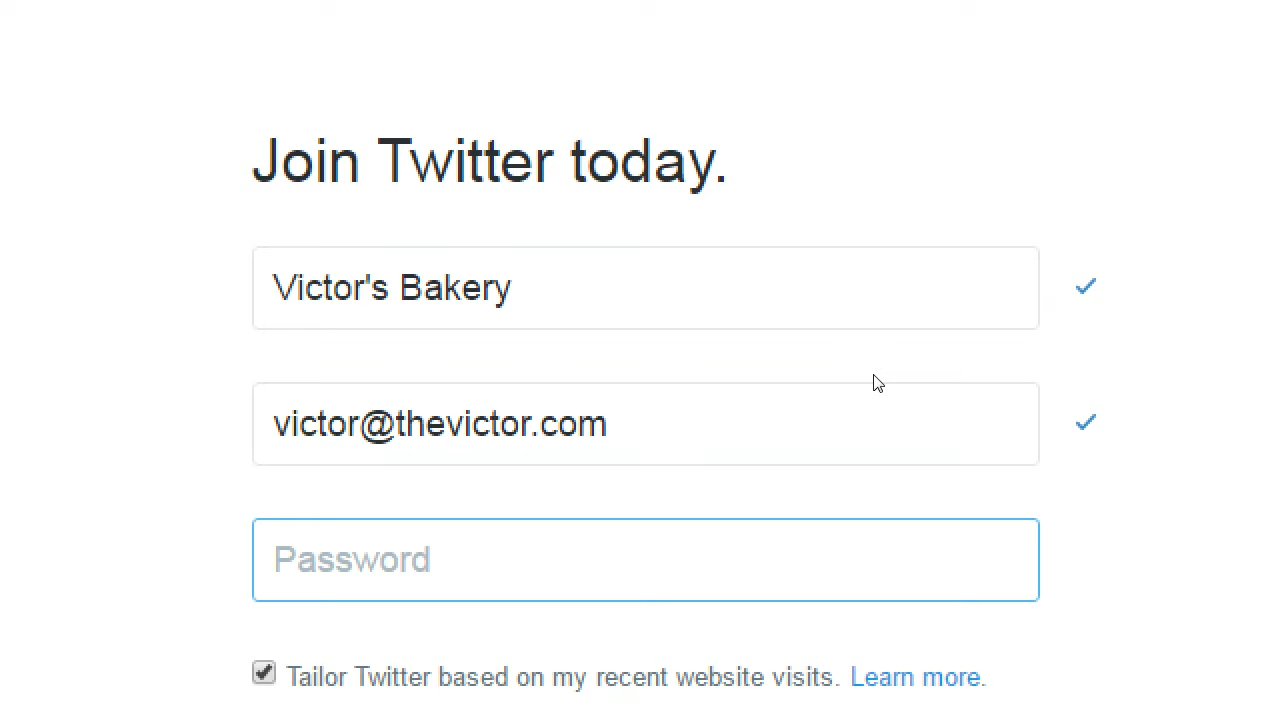 Join Twitter today.
Victor's Bakery
victor@thevictor.com
Password
Tailor Twitter based on my recent website visits. Learn more.